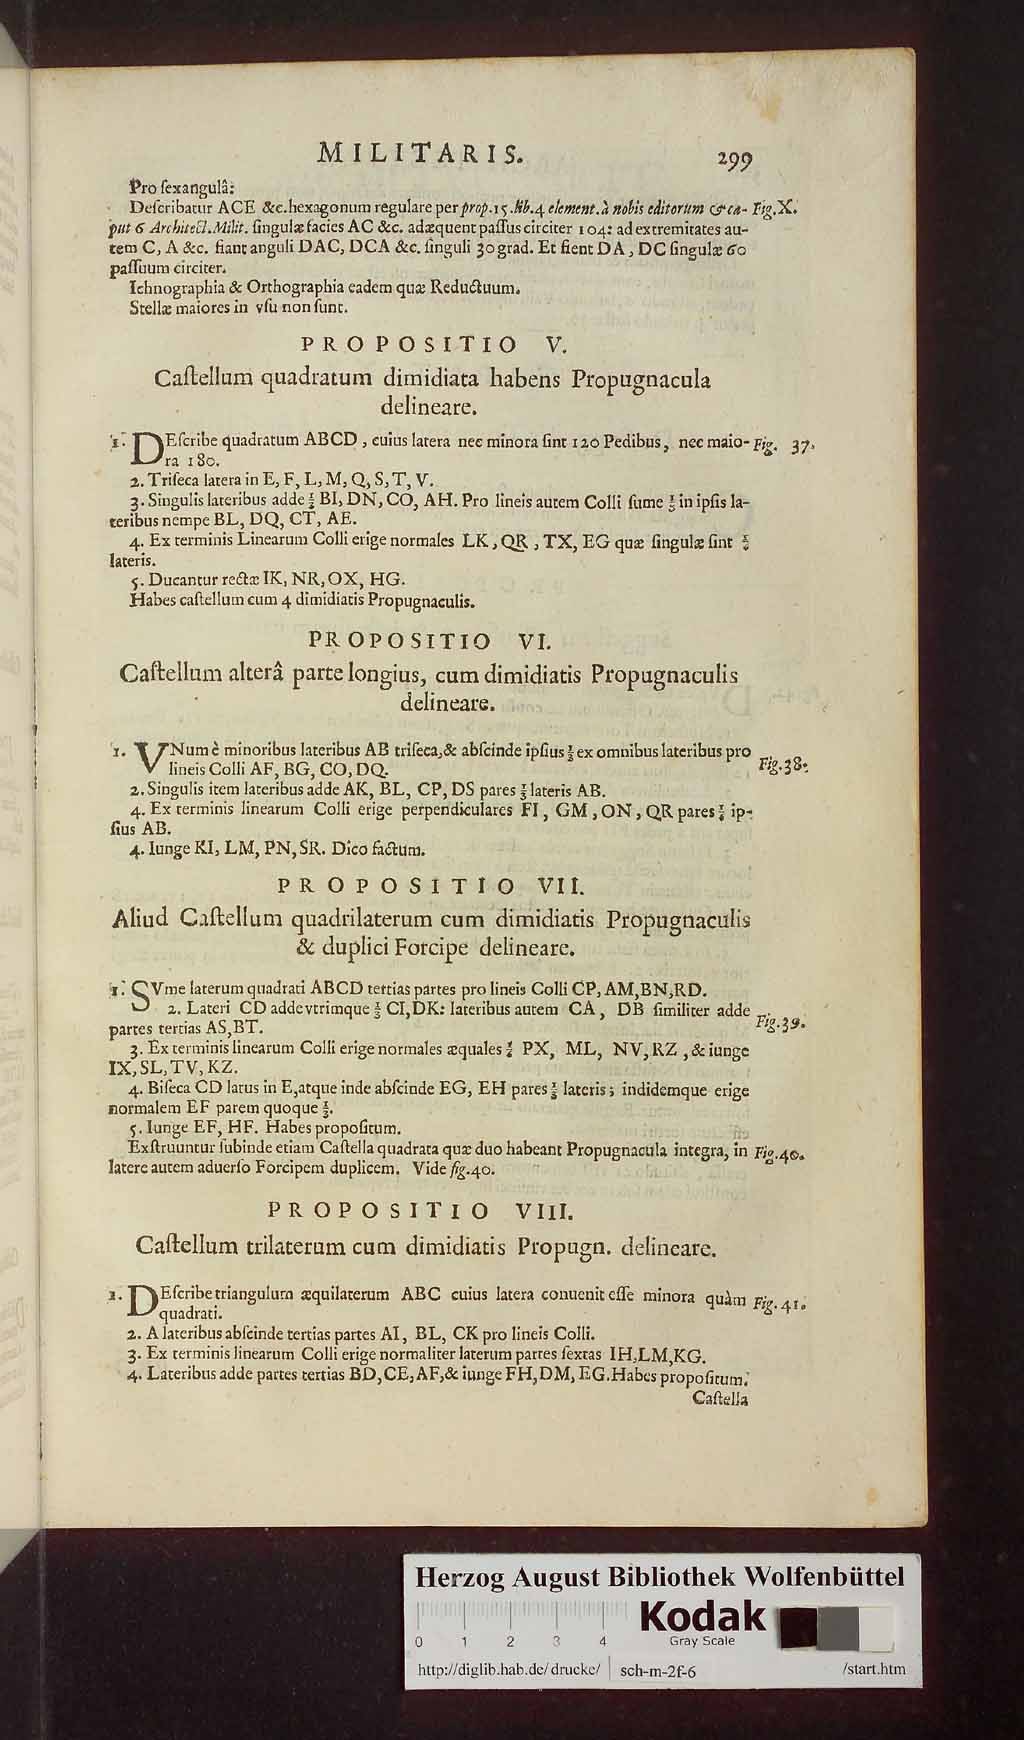 MILITARIS. 299
Pro ſexangulâ:
Deſcribatur ACE &c. hexagonum regulare per prop. 15. lib. 4 element. à nobis editorum & ca- Fig. X.
put 6 Architect. Milit. ſingulæ facies AC &c. adæquent paſſus circiter 104: ad extremitates au-
tem C, A &c. fiant anguli DAC, DCA &c. ſinguli 30 grad. Et fient DA, DC ſingulæ 60
paſſuum circiter.
Ichnographia & Orthographia eadem quæ Reductuum.
Stellæ maiores in vſu non ſunt.
PROPOSITIO V.
Caſtellum quadratum dimidiata habens Propugnacula
delineare.
1. DEſcribe quadratum ABCD, cuius latera nec minora ſint 120 Pedibus, nec maio- Fig. 37.
ra 180.
2. Triſeca latera in E, F, L, M, Q, S, T, V.
3. Singulis lateribus adde ⅓ BI, DN, CO, AH. Pro lineis autem Colli ſume ⅓ in ipſis la-
teribus nempe BL, DQ, CT, AE.
4. Ex terminis Linearum Colli erige normales LK, QR, TX, EG quæ ſingulæ ſint
lateris.
5. Ducantur rectæ IK, NR, OX, HG.
Habes caſtellum cum 4 dimidiatis Propugnaculis.
PROPOSITIO VI.
Caſtellum alterâ parte longius, cum dimidiatis Propugnaculis
delineare.
1. VNum è minoribus lateribus AB triſeca, & abſcinde ipſius ⅓ ex omnibus lateribus pro
lineis Colli AF, BG, CO, DQ. Fig. 38.
2. Singulis item lateribus adde AK, BL, CP, DS pares ⅓ lateris AB.
4. Ex terminis linearum Colli erige perpendiculares FI, GM, ON, QR pares ip-
ſius AB.
4. Iunge KI, LM, PN, SR. Dico factum.
PROPOSITIO VII.
Aliud Caſtellum quadrilaterum cum dimidiatis Propugnaculis
& duplici Forcipe delineare.
1. SVme laterum quadrati ABCD tertias partes pro lineis Colli CP, AM, BN, RD.
2. Lateri CD adde vtrimque ⅓ CI, DK: lateribus autem CA, DB ſimiliter adde
partes tertias AS, BT. Fig. 39.
3. Ex terminis linearum Colli erige normales æquales PX, ML, NV, RZ, & iunge
IX, SL, TV, KZ.
4. Biſeca CD latus in E, atque inde abſcinde EG, EH pares lateris; indidemque erige
normalem EF parem quoque
5. Iunge EF, HF. Habes propoſitum.
Exſtruuntur ſubinde etiam Caſtella quadrata quæ duo habeant Propugnacula integra, in Fig. 40.
latere autem aduerſo Forcipem duplicem. Vide fig. 40.
PROPOSITIO VIII.
Caſtellum trilaterum cum dimidiatis Propugn. delineare.
1. DEſcribe triangulum æquilaterum ABC cuius latera conuenit eſſe minora quàm Fig. 41.
quadrati.
2. A lateribus abſcinde tertias partes AI, BL, CK pro lineis Colli.
3. Ex terminis linearum Colli erige normaliter laterum partes ſextas IH, LM, KG.
4. Lateribus adde partes tertias BD, CE, AF, & iunge FH, DM, EG. Habes propoſitum.
Caſtella
Herzog August Bibliothek Wolfenbüttel
Kodak
0 1 2 3 4 Gray Scale
http://diglib.hab.de/drucke/ sch-m-2f-6 /start.htm